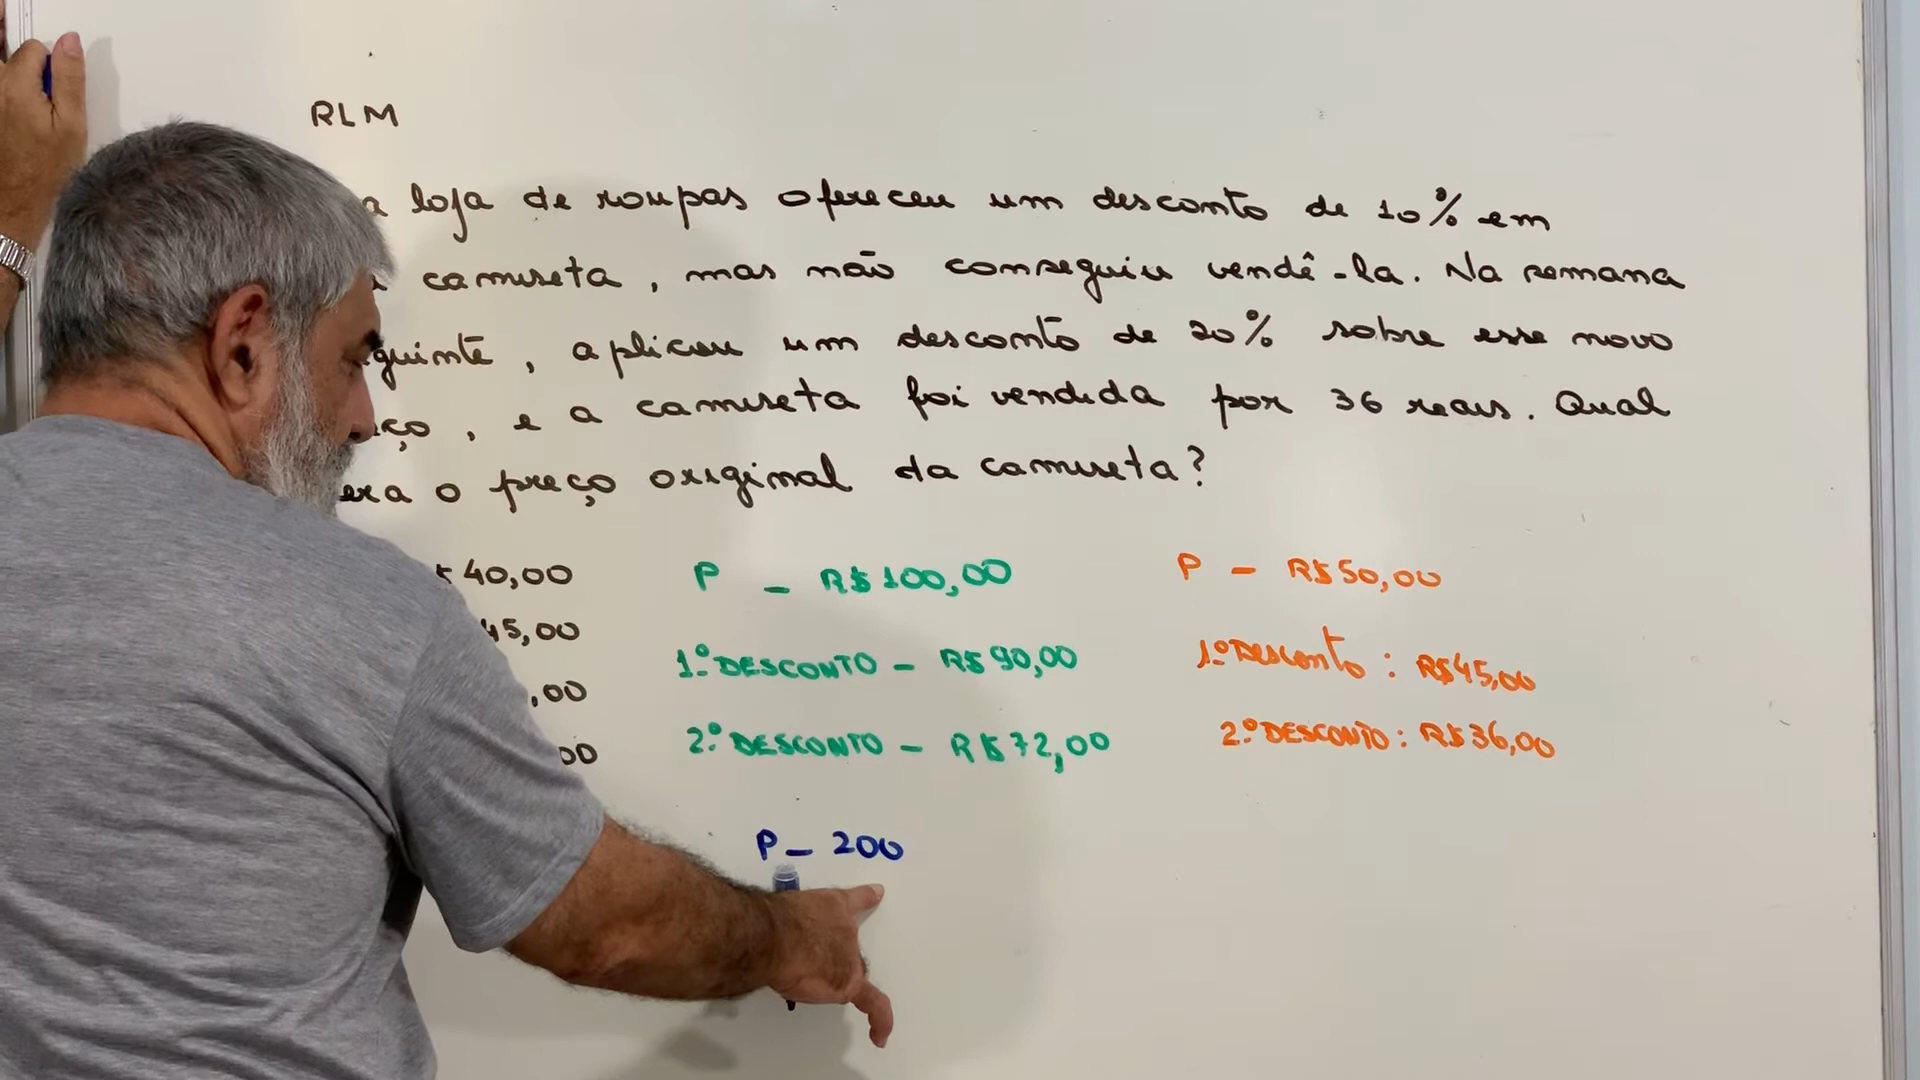 RLM
a loja de roupas ofereceu um desconto de 10% em
camiseta, mas não conseguiu vendê-la. Na semana
guinte, aplicou um desconto de 20% sobre esse novo
ço, e a camiseta foi vendida por 36 reais. Qual
era o preço original da camiseta?
40,00
45,00
,00
00
P - R$100,00
1º DESCONTO - R$90,00
2º DESCONTO - R$72,00
P - R$50,00
1º DESCONTO: R$45,00
2º DESCONTO: R$36,00
P - 200